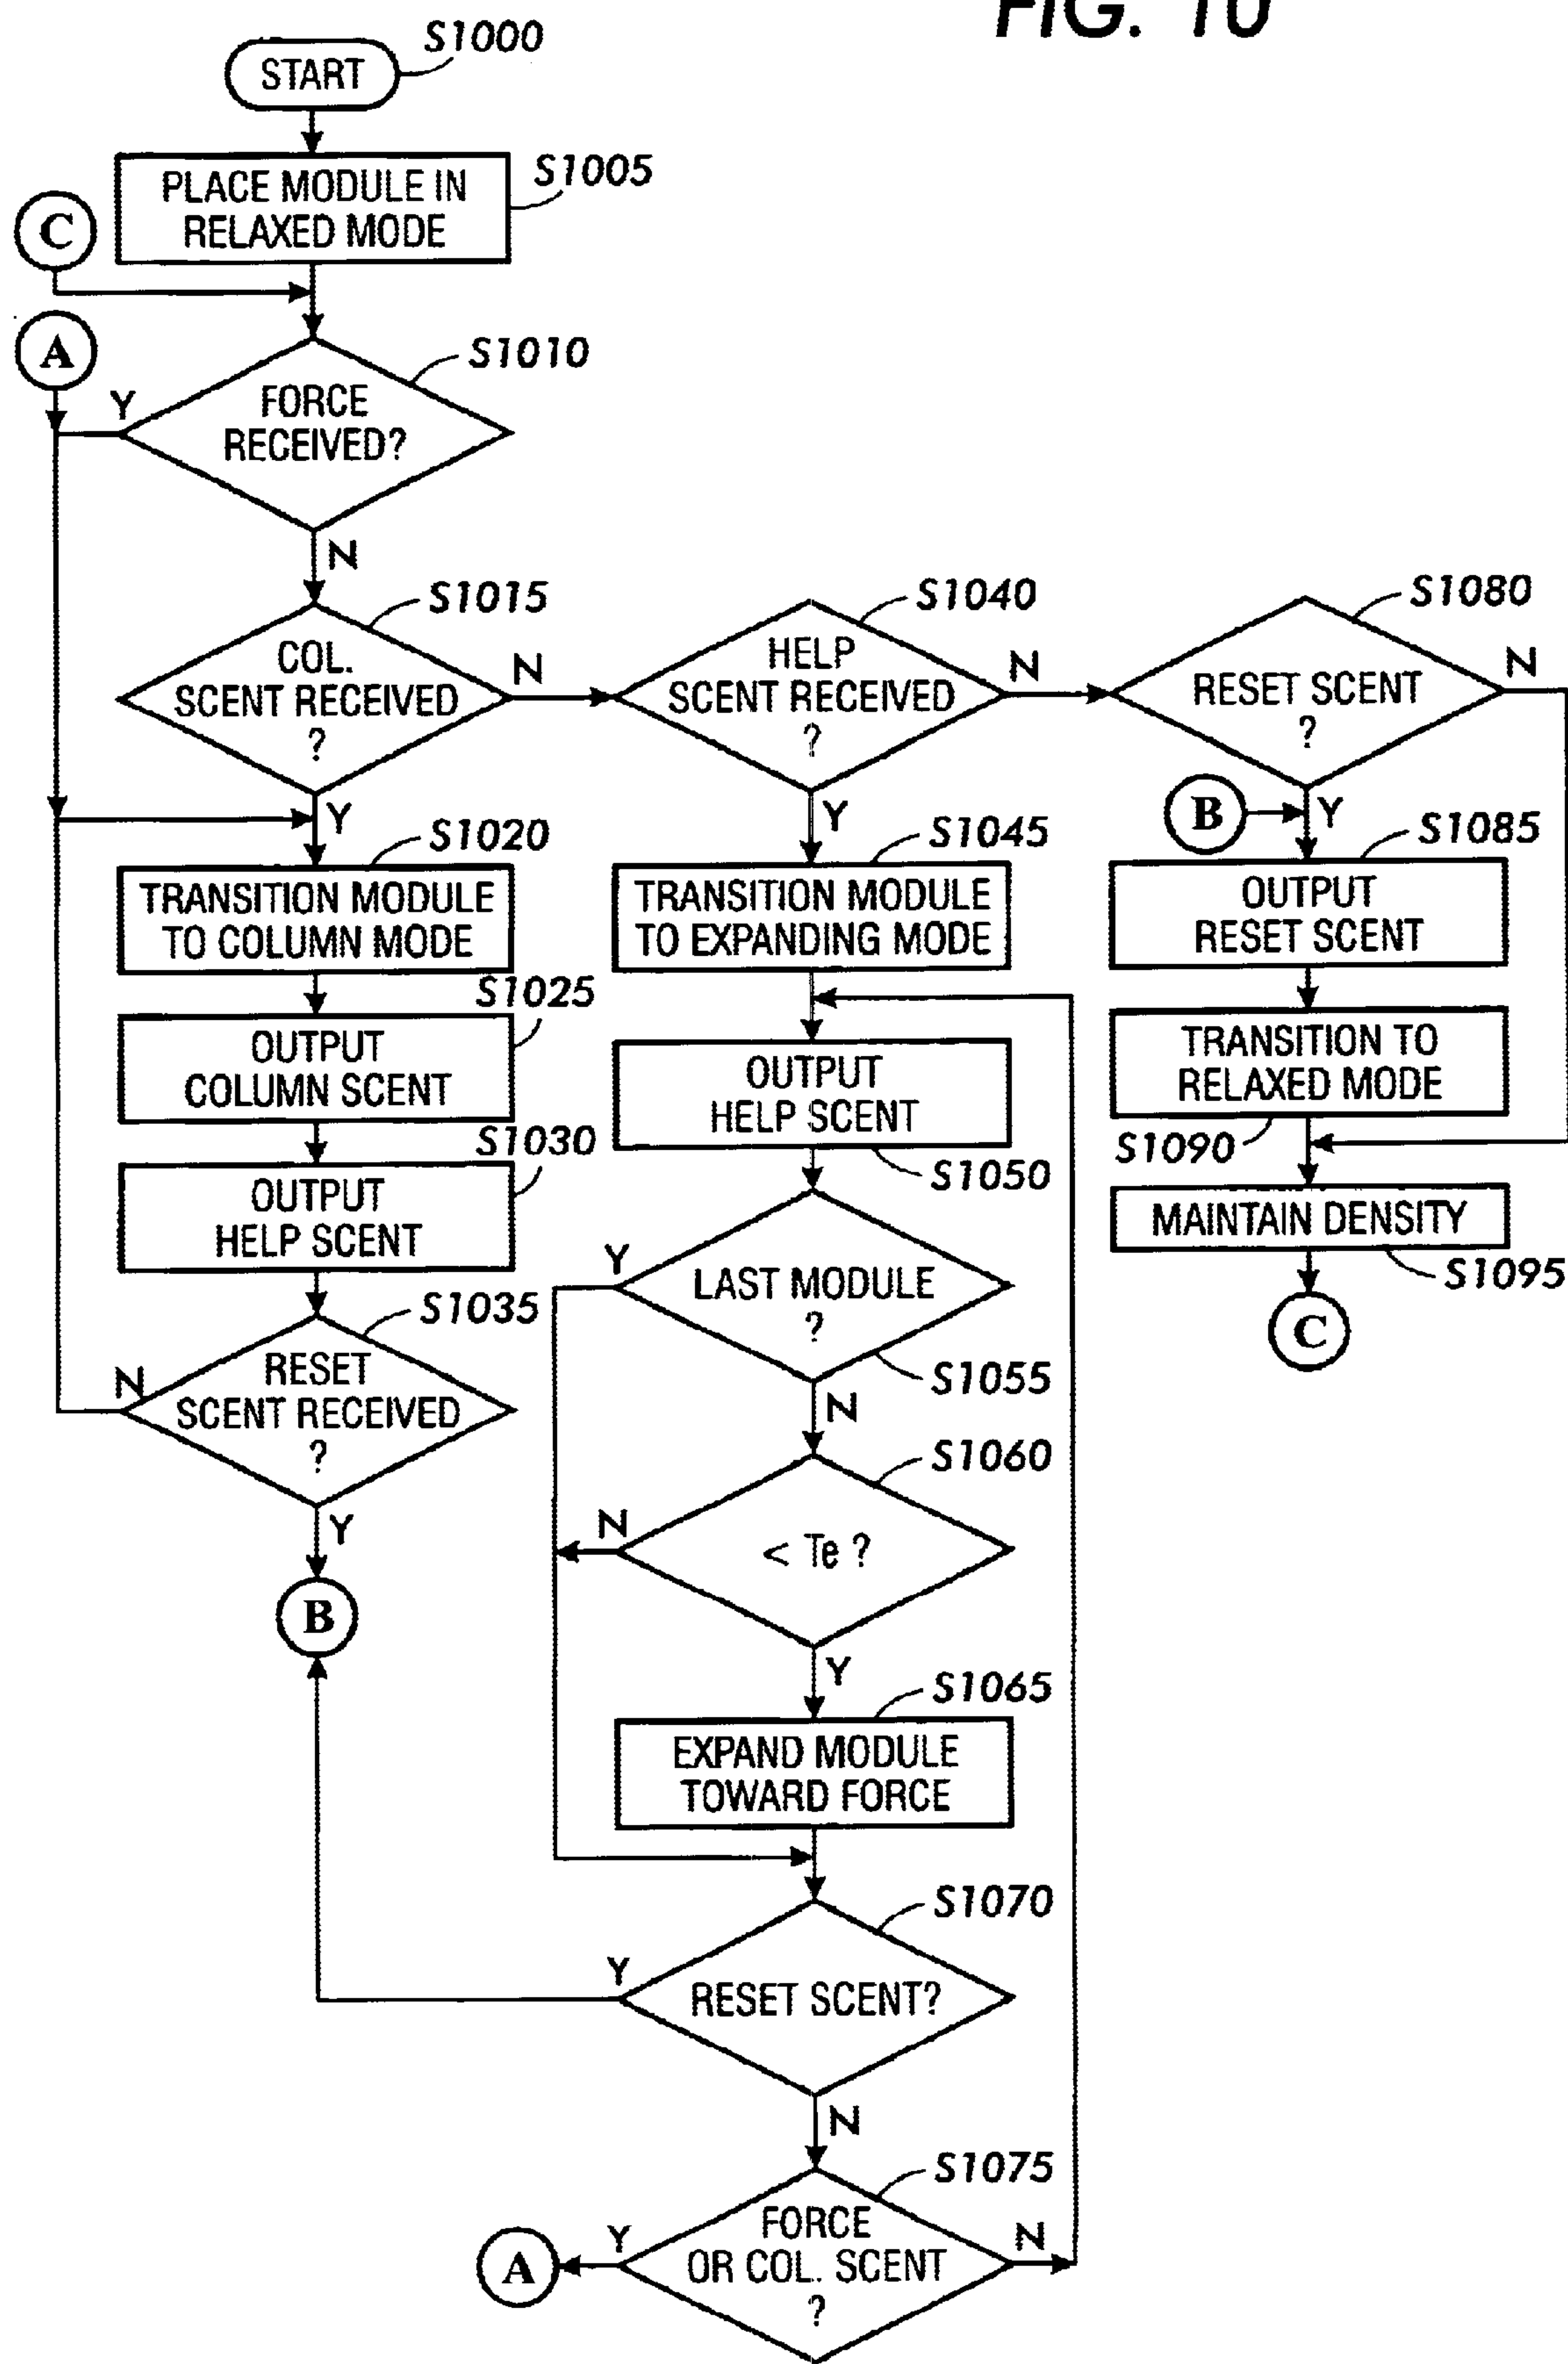 FIG. 10
START
S1000
PLACE MODULE IN
RELAXED MODE
S1005
C
A
FORCE
RECEIVED?
S1010
Y
N
COL.
SCENT RECEIVED
?
S1015
N
Y
HELP
SCENT RECEIVED
?
S1040
N
Y
RESET SCENT
?
S1080
N
Y
B
TRANSITION MODULE
TO COLUMN MODE
S1020
TRANSITION MODULE
TO EXPANDING MODE
S1045
OUTPUT
RESET SCENT
S1085
OUTPUT
COLUMN SCENT
S1025
OUTPUT
HELP SCENT
S1050
TRANSITION TO
RELAXED MODE
S1090
OUTPUT
HELP SCENT
S1030
LAST MODULE
?
S1055
Y
N
MAINTAIN DENSITY
S1095
C
RESET
SCENT RECEIVED
?
S1035
N
Y
B
< Te ?
S1060
N
Y
EXPAND MODULE
TOWARD FORCE
S1065
RESET SCENT?
S1070
Y
N
FORCE
OR COL. SCENT
?
S1075
Y
N
A